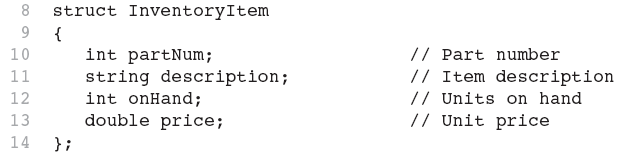 8 struct InventoryItem
9 {
10 int partNum; // Part number
11 string description; // Item description
12 int onHand; // Units on hand
13 double price; // Unit price
14 };